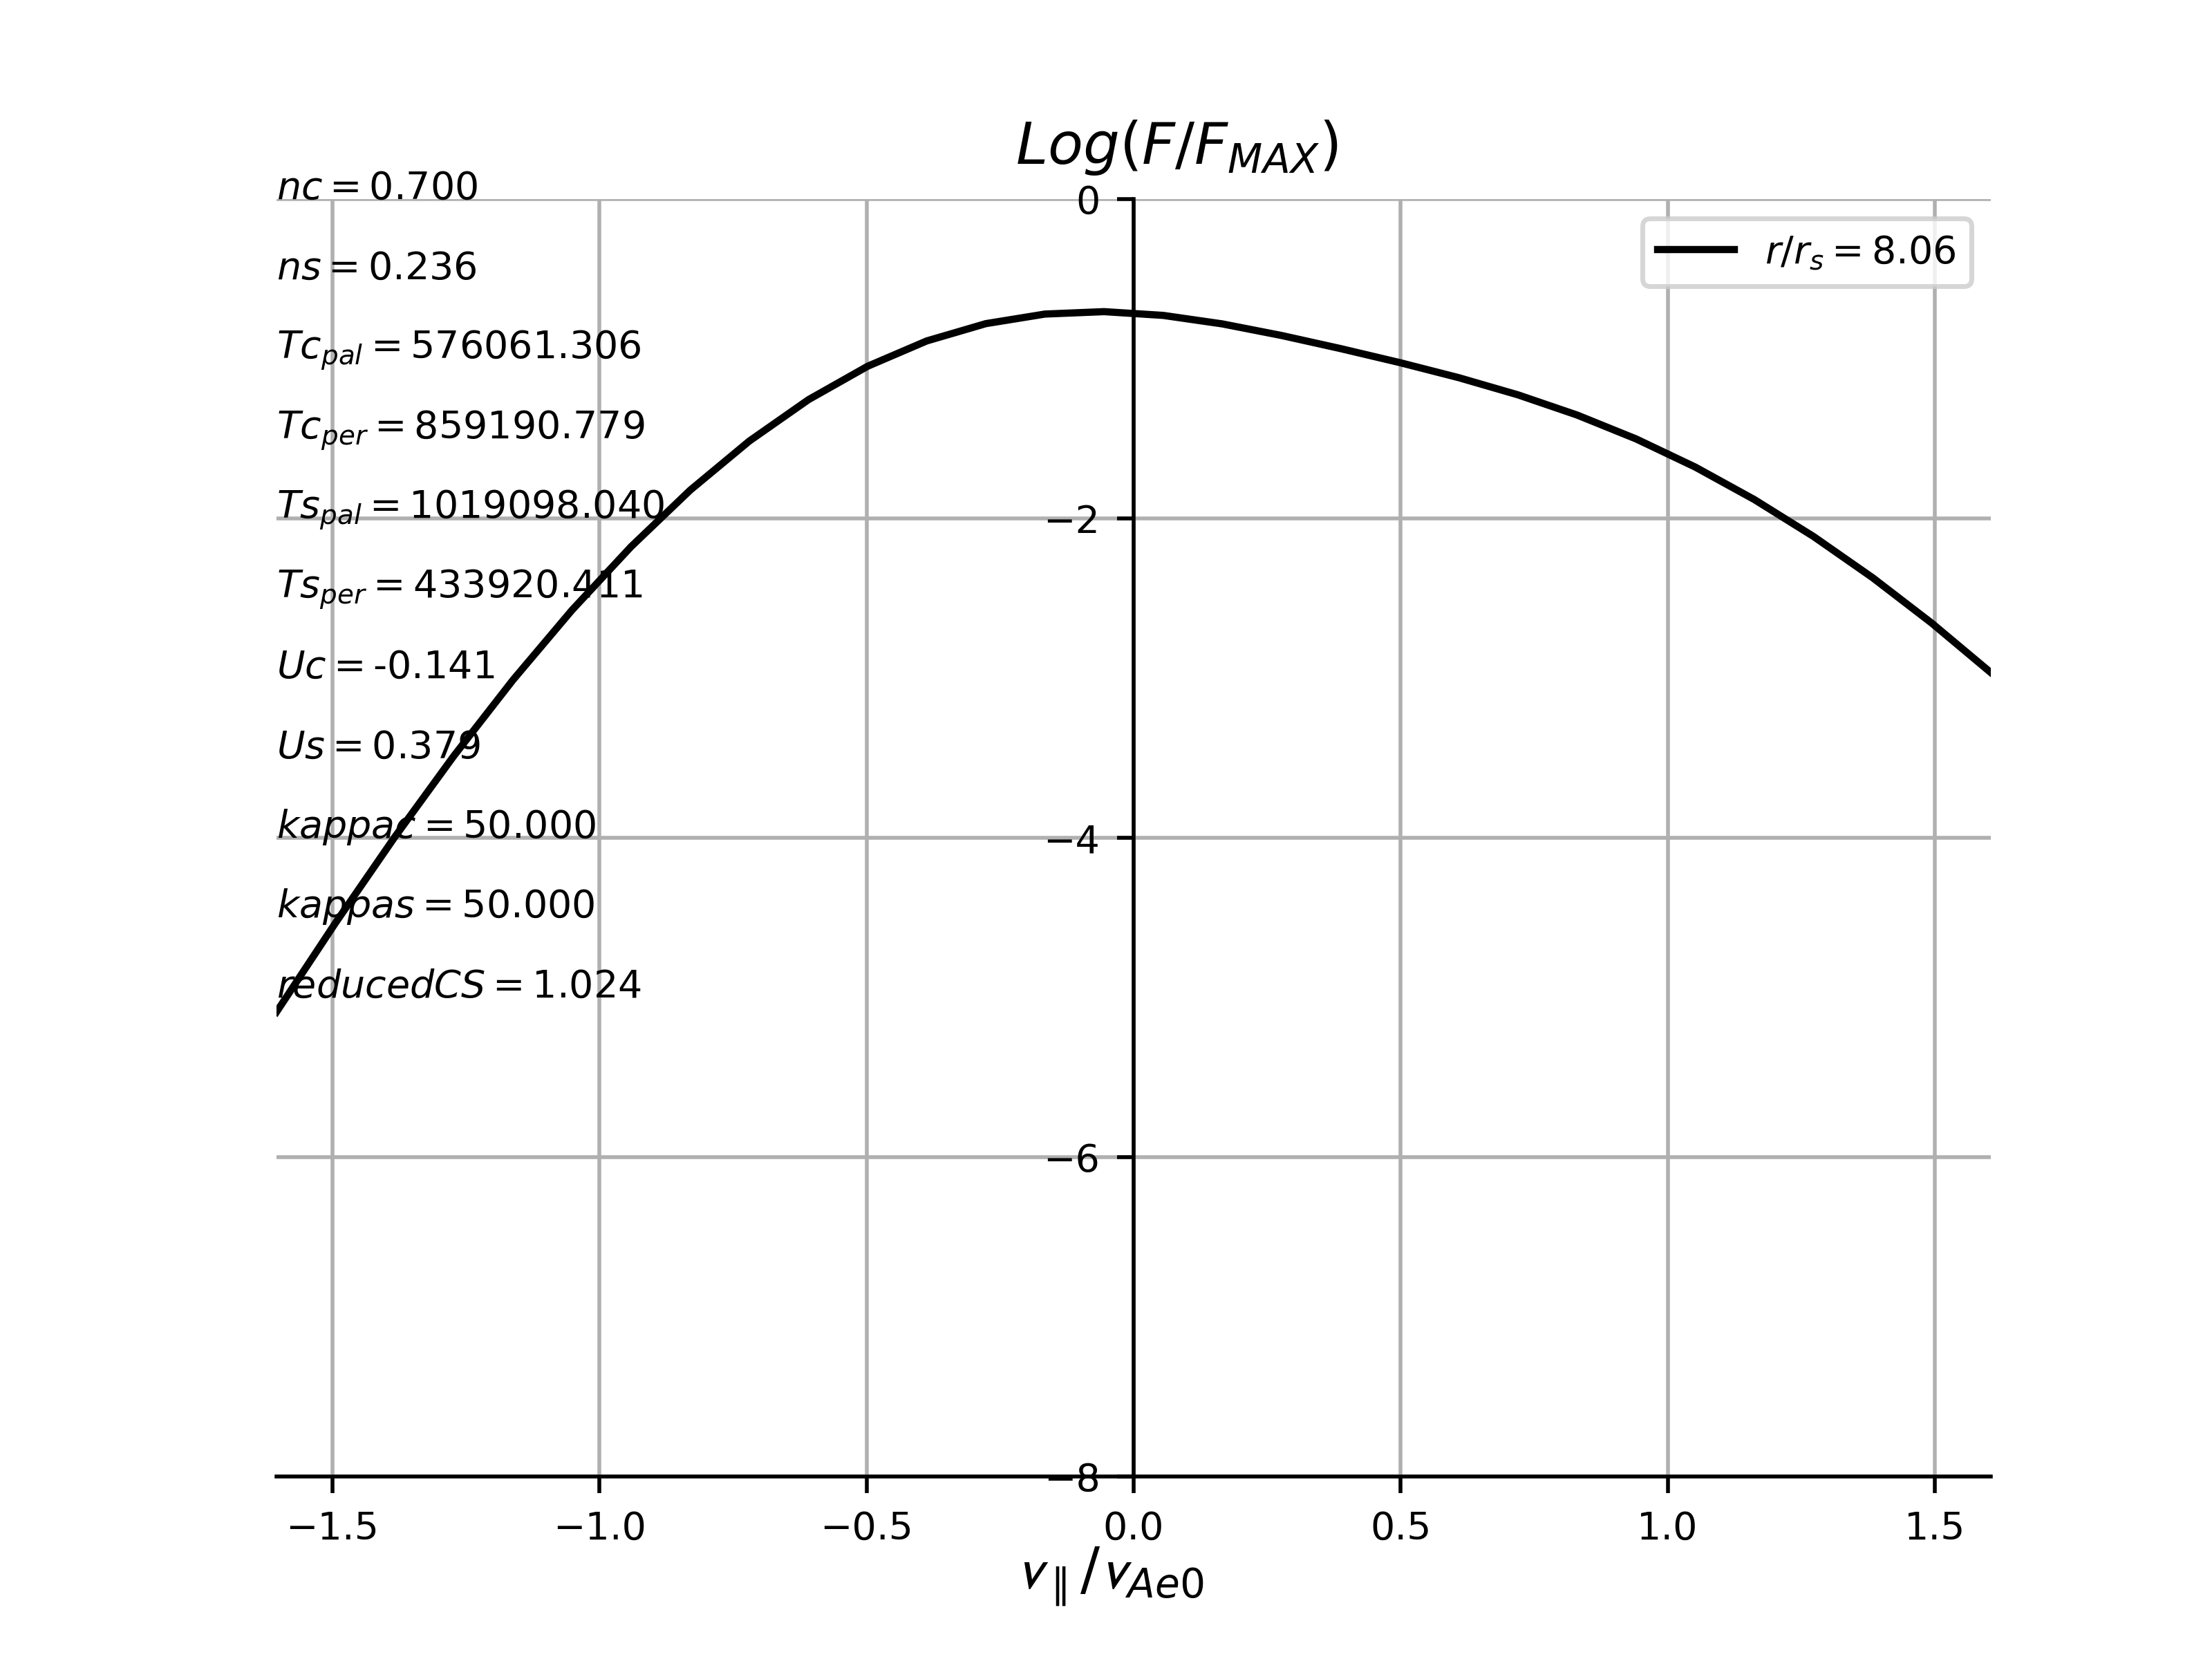 Log(F/F_MAX)
nc = 0.700
0
r/r_s = 8.06
ns = 0.236
Tc_pal = 576061.306
Tc_per = 859190.779
Ts_pal = 1019098.040
−2
Ts_per = 433920.411
Uc = -0.141
Us = 0.379
kappac = 50.000
−4
kappas = 50.000
reducedCS = 1.024
−6
−8
−1.5 −1.0 −0.5 0.0 0.5 1.0 1.5
v_∥/v_Ae0